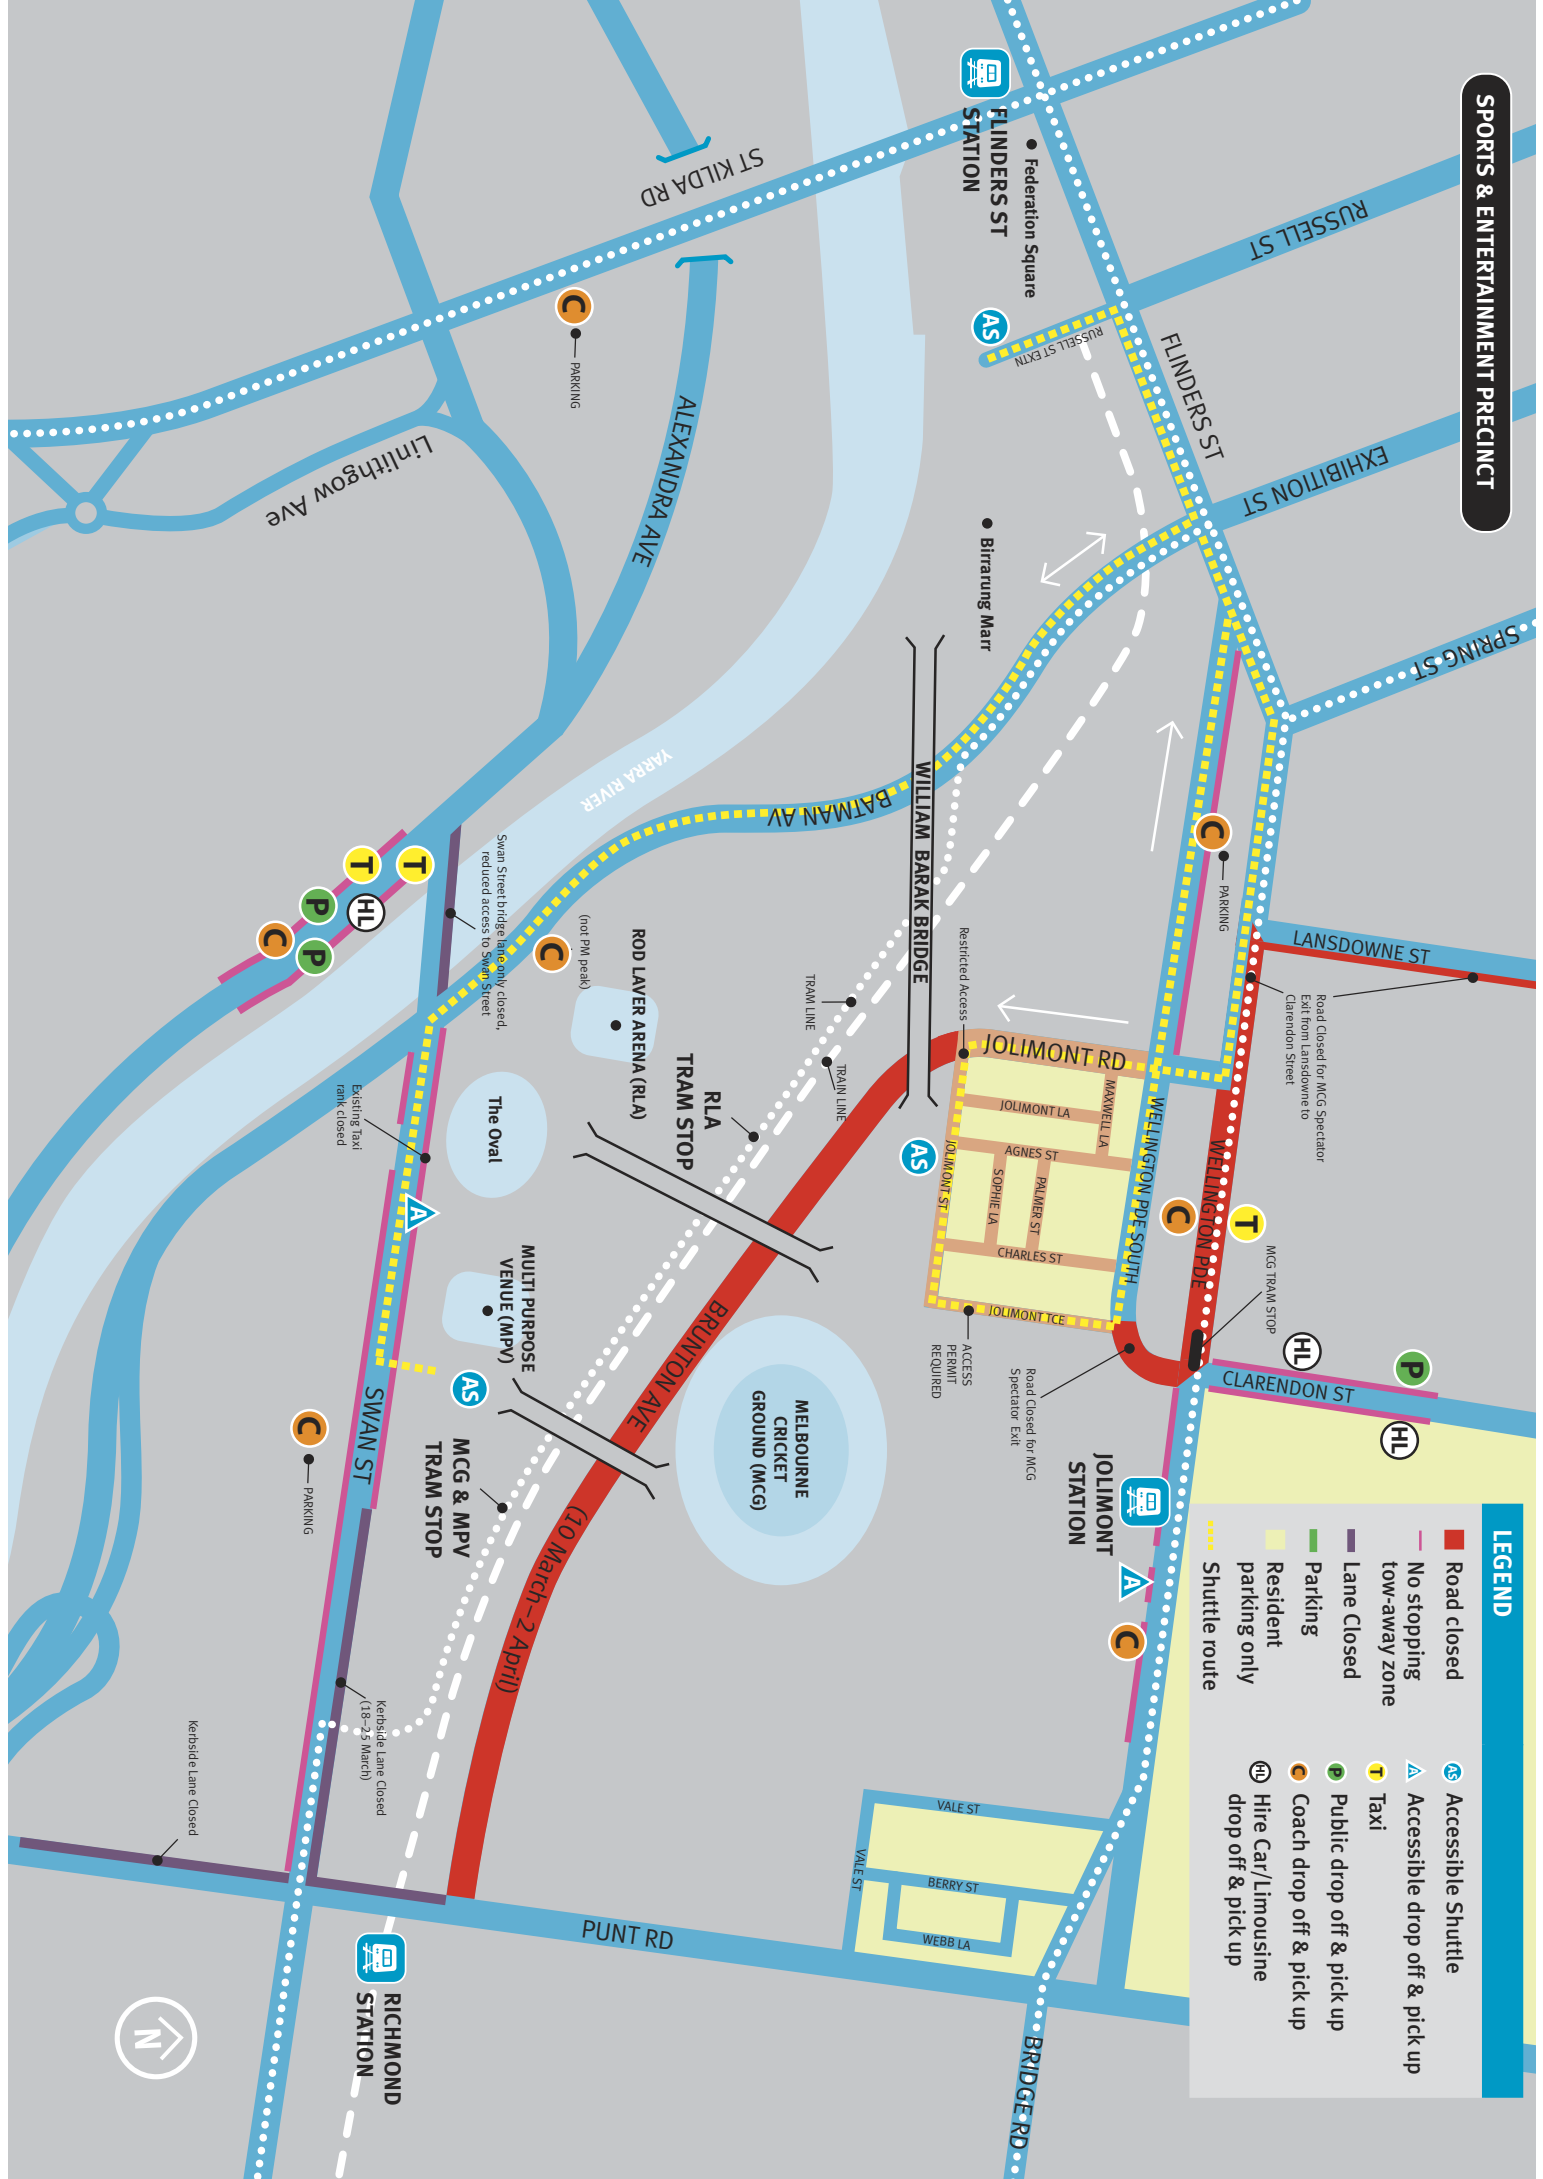 SPORTS & ENTERTAINMENT PRECINCT
RUSSELL ST
EXHIBITION ST
SPRING ST
LANSDOWNE ST
FLINDERS ST
STATION
Federation Square
RUSSELL ST EXTN
FLINDERS ST
AS
Birrarung Marr
ST KILDA RD
C
PARKING
ALEXANDRA AVE
Linlithgow Ave
YARRA RIVER
BATMAN AV
WILLIAM BARAK BRIDGE
C
PARKING
Road Closed for MCG Spectator
Exit from Lansdowne to
Clarendon Street
Restricted Access
JOLIMONT RD
MAXWELL LA
JOLIMONT LA
AGNES ST
SOPHIE LA
PALMER ST
CHARLES ST
JOLIMONT ST
JOLIMONT TCE
WELLINGTON PDE SOUTH
WELLINGTON PDE
AS
C
T
MCG TRAM STOP
HL
P
HL
CLARENDON ST
ACCESS
PERMIT
REQUIRED
Road Closed for MCG
Spectator Exit
JOLIMONT
STATION
A
C
TRAM LINE
TRAIN LINE
RLA
TRAM STOP
ROD LAVER ARENA (RLA)
(not PM peak)
C
Swan Street bridge lane only closed,
reduced access to Swan Street
T
T
HL
P
P
C
The Oval
Existing Taxi
rank closed
A
MULTI PURPOSE
VENUE (MPV)
AS
BRUNTON AVE
(10 March–2 April)
MELBOURNE
CRICKET
GROUND (MCG)
MCG & MPV
TRAM STOP
SWAN ST
C
PARKING
Kerbside Lane Closed
(18–25 March)
Kerbside Lane Closed
VALE ST
VALE ST
BERRY ST
WEBB LA
PUNT RD
BRIDGE RD
RICHMOND
STATION
N
LEGEND
Road closed
No stopping
tow-away zone
Lane Closed
Parking
Resident
parking only
Shuttle route
AS Accessible Shuttle
A Accessible drop off & pick up
T Taxi
P Public drop off & pick up
C Coach drop off & pick up
HL Hire Car/Limousine
drop off & pick up